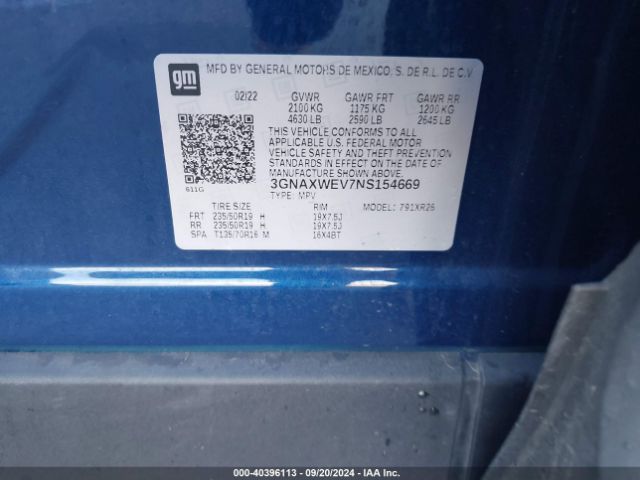 gm
MFD BY GENERAL MOTORS DE MEXICO, S. DE R.L. DE C.V
02/22 GVWR GAWR FRT GAWR RR
2100 KG 1175 KG 1200 KG
4630 LB 2590 LB 2645 LB
THIS VEHICLE CONFORMS TO ALL
APPLICABLE U.S. FEDERAL MOTOR
VEHICLE SAFETY AND THEFT PREVENTION
STANDARDS IN EFFECT ON THE DATE OF
MANUFACTURE SHOWN ABOVE.
611G 3GNAXWEV7NS154669
TYPE: MPV
TIRE SIZE RIM MODEL: 791XR26
FRT 235/50R19 H 19X7.5J
RR 235/50R19 H 19X7.5J
SPA T135/70R16 M 16X4BT
00-40396113 - 09/20/2024 - IAA Inc.